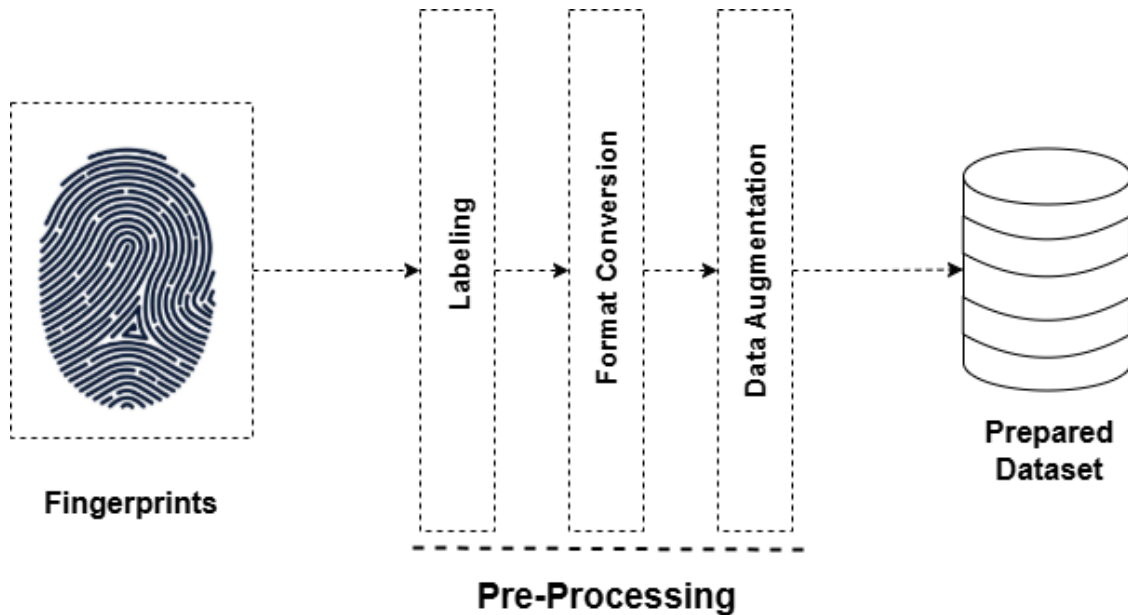 Fingerprints
Labeling
Format Conversion
Data Augmentation
Pre-Processing
Prepared
Dataset